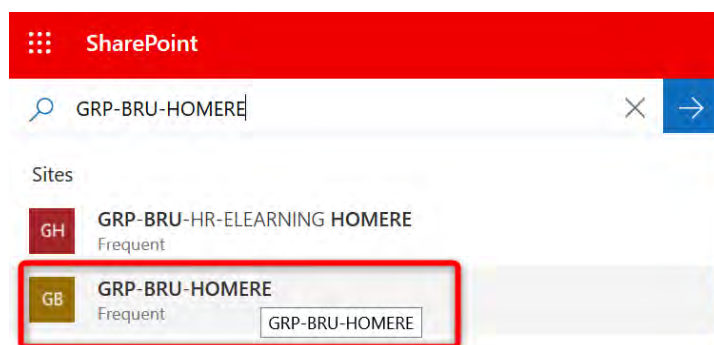 SharePoint
GRP-BRU-HOMERE
Sites
GH
GRP-BRU-HR-ELEARNING HOMERE
Frequent
GB
GRP-BRU-HOMERE
Frequent
GRP-BRU-HOMERE